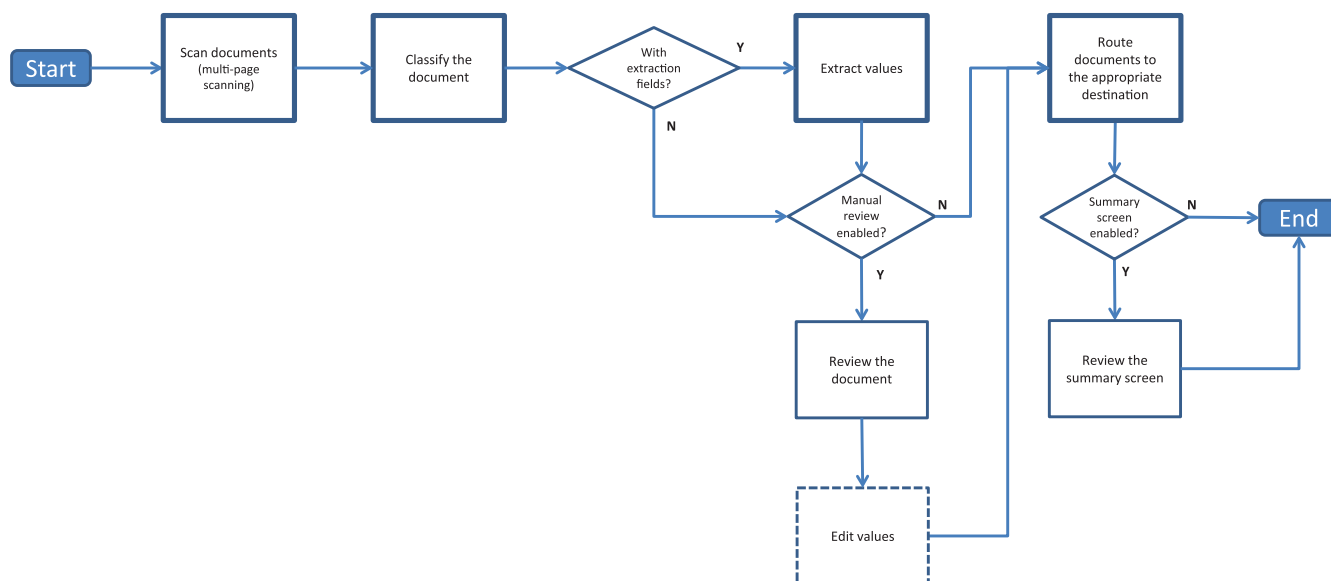 Start
Scan documents
(multi-page
scanning)
Classify the
document
With
extraction
fields?
Y
N
Extract values
Manual
review
enabled?
N
Y
Review the
document
Edit values
Route
documents to
the appropriate
destination
Summary
screen
enabled?
N
Y
Review the
summary screen
End